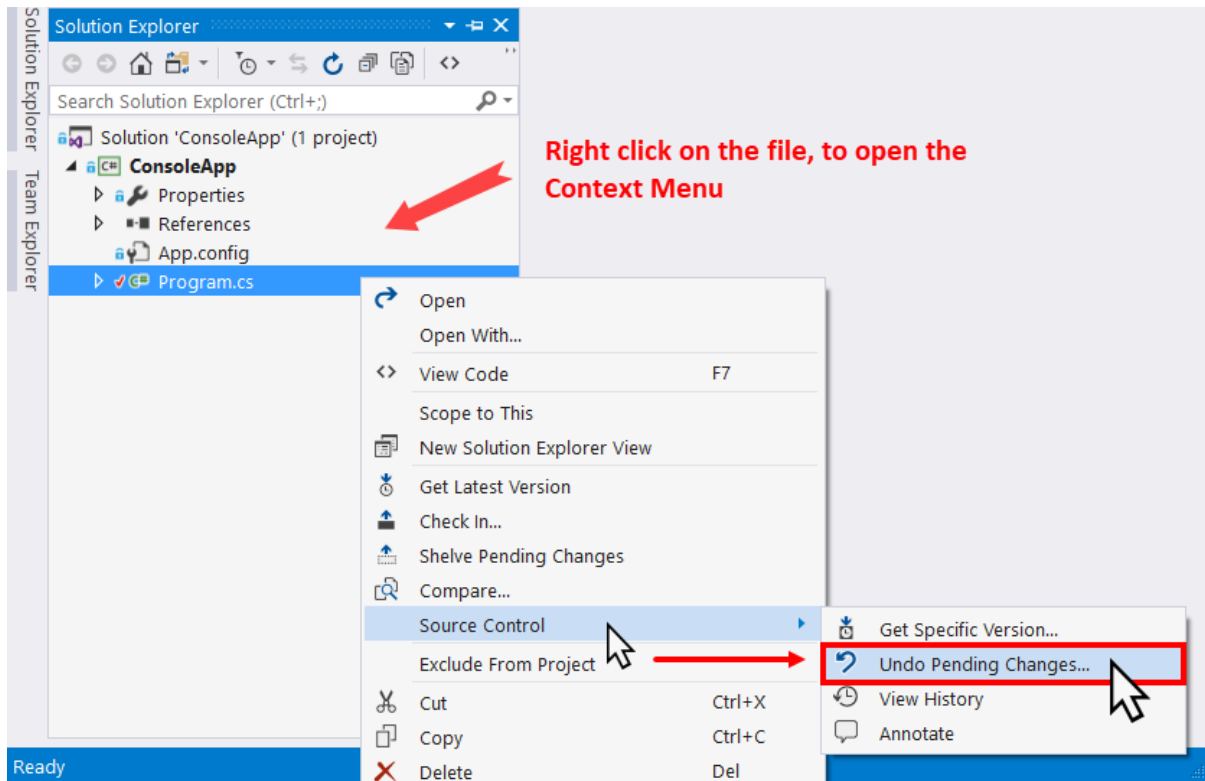 Solution Explorer
Team Explorer
Solution Explorer
Search Solution Explorer (Ctrl+;)
Solution 'ConsoleApp' (1 project)
C# ConsoleApp
Properties
References
App.config
C# Program.cs
Right click on the file, to open the
Context Menu
Open
Open With...
View Code F7
Scope to This
New Solution Explorer View
Get Latest Version
Check In...
Shelve Pending Changes
Compare...
Source Control
Exclude From Project
Cut Ctrl+X
Copy Ctrl+C
Delete Del
Get Specific Version...
Undo Pending Changes...
View History
Annotate
Ready